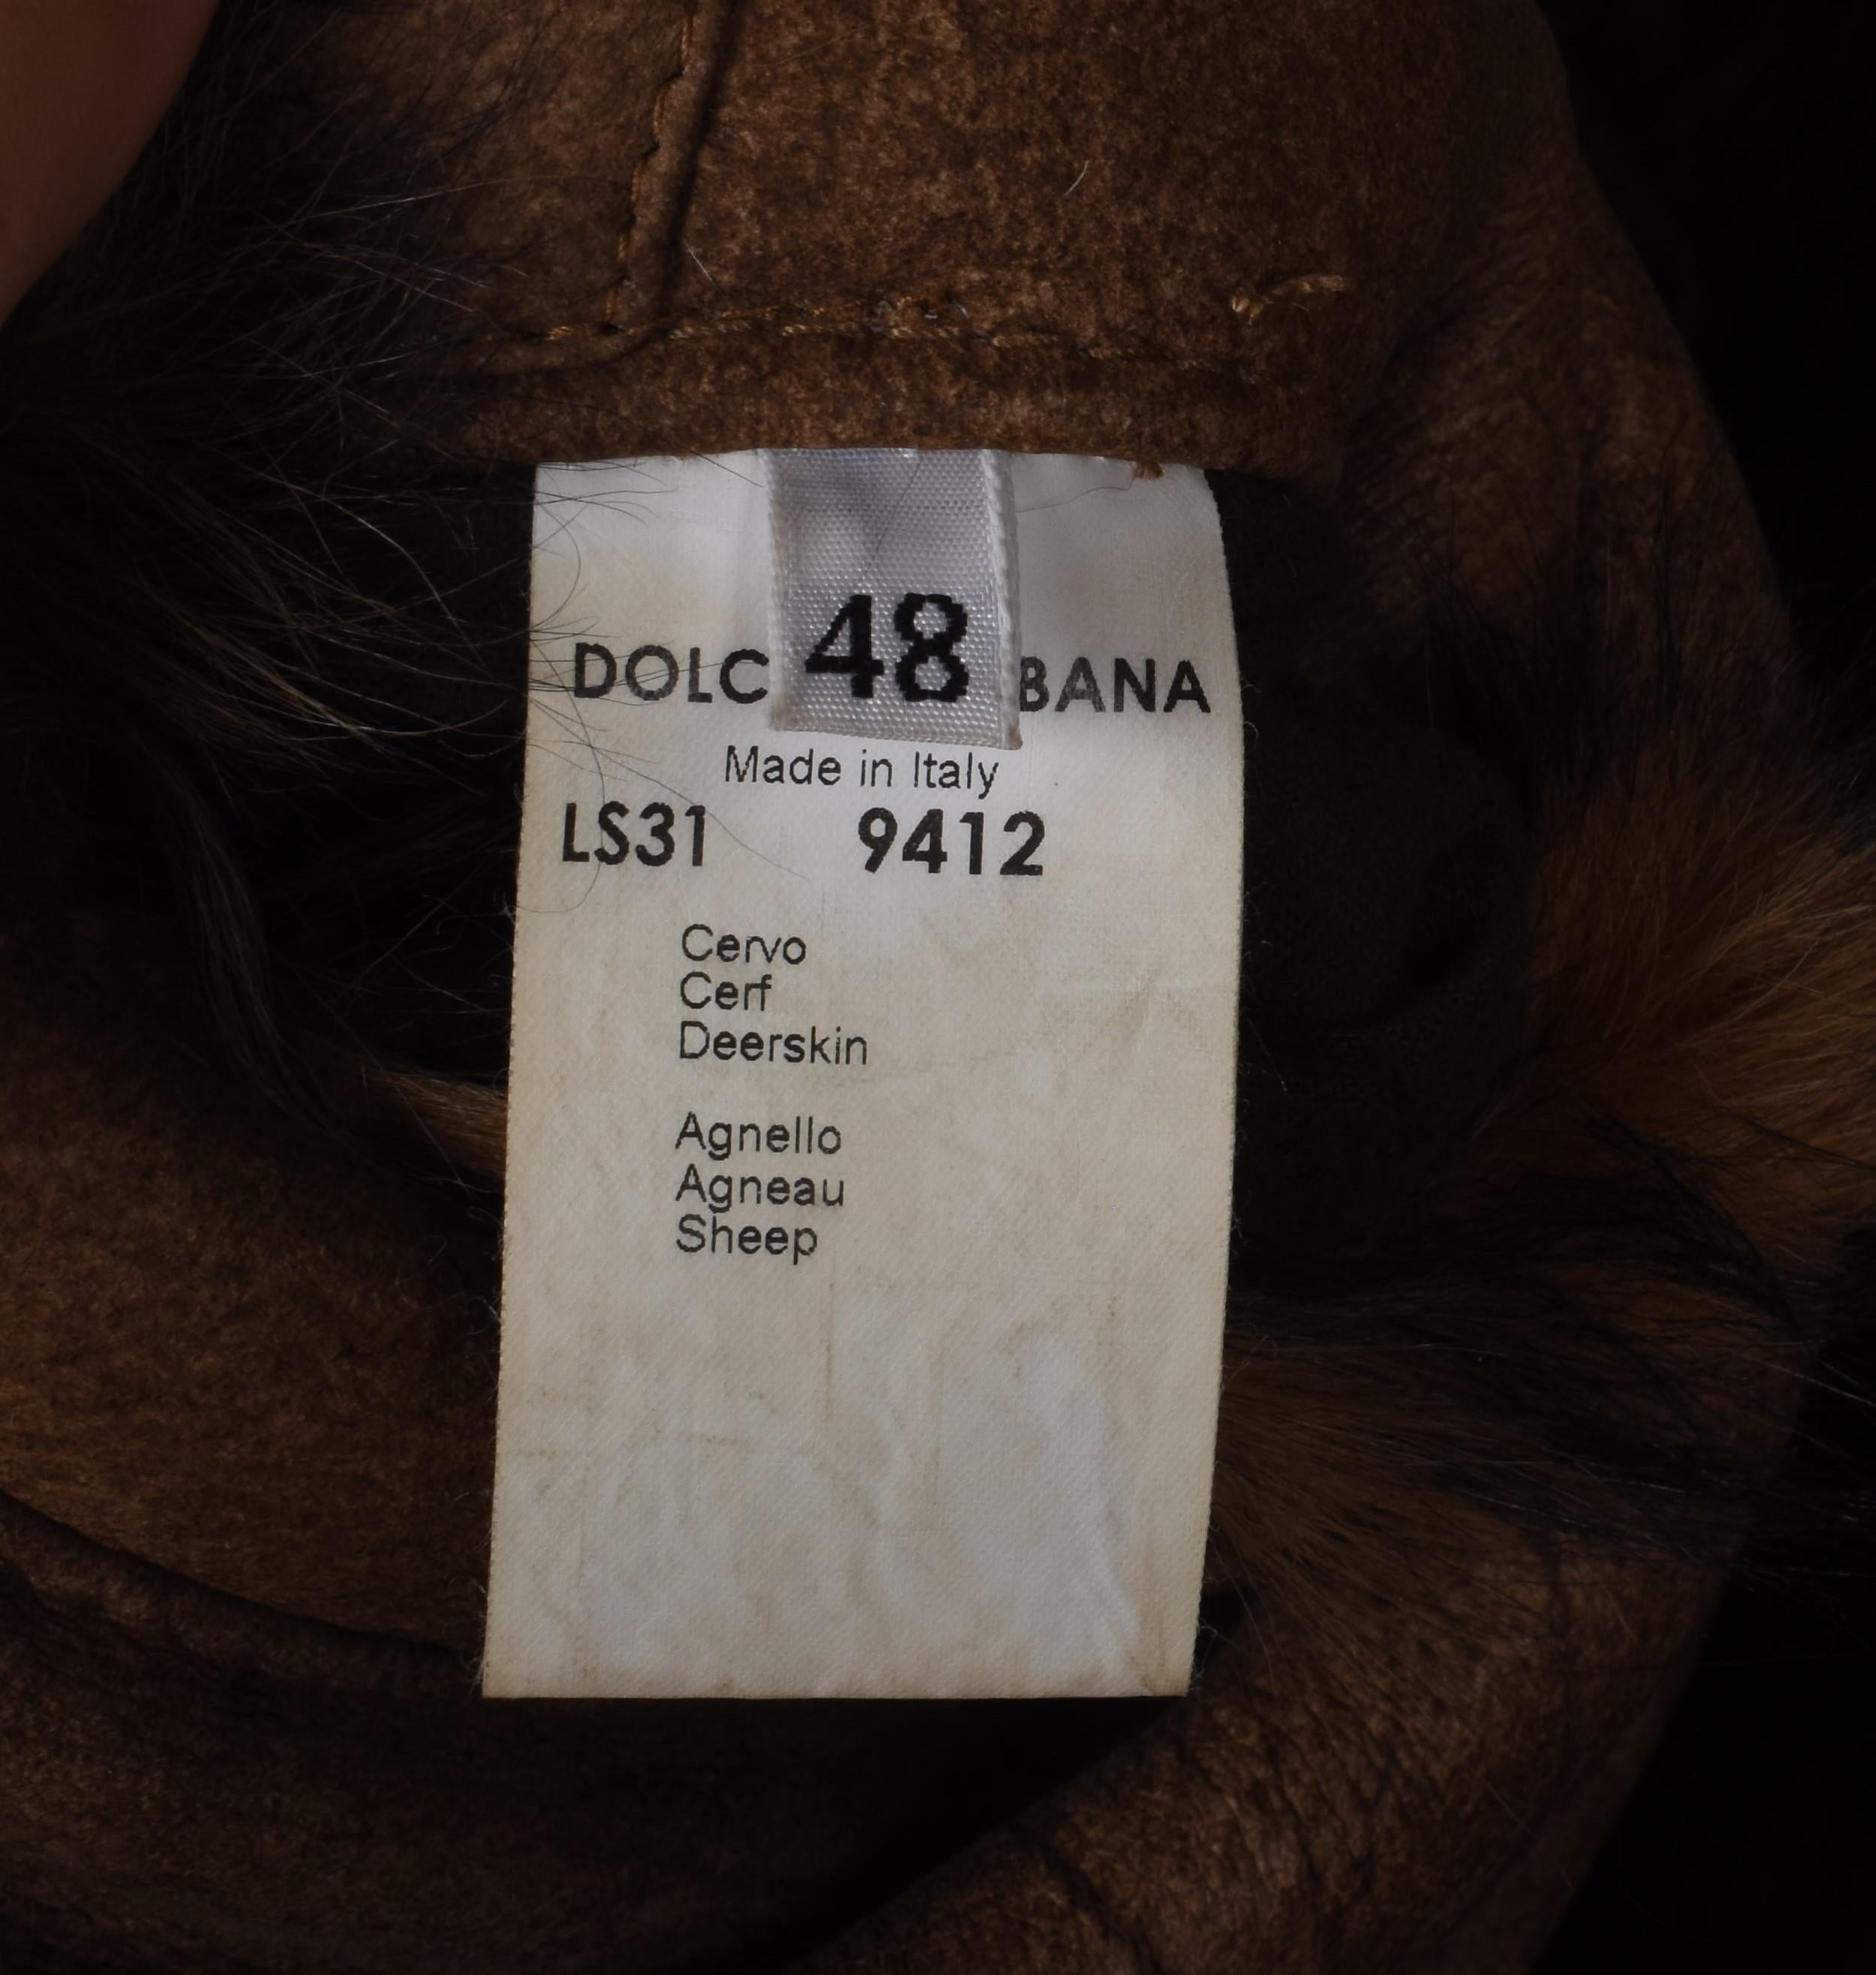 48
DOLC BANA
Made in Italy
LS31 9412
Cervo
Cerf
Deerskin
Agnello
Agneau
Sheep